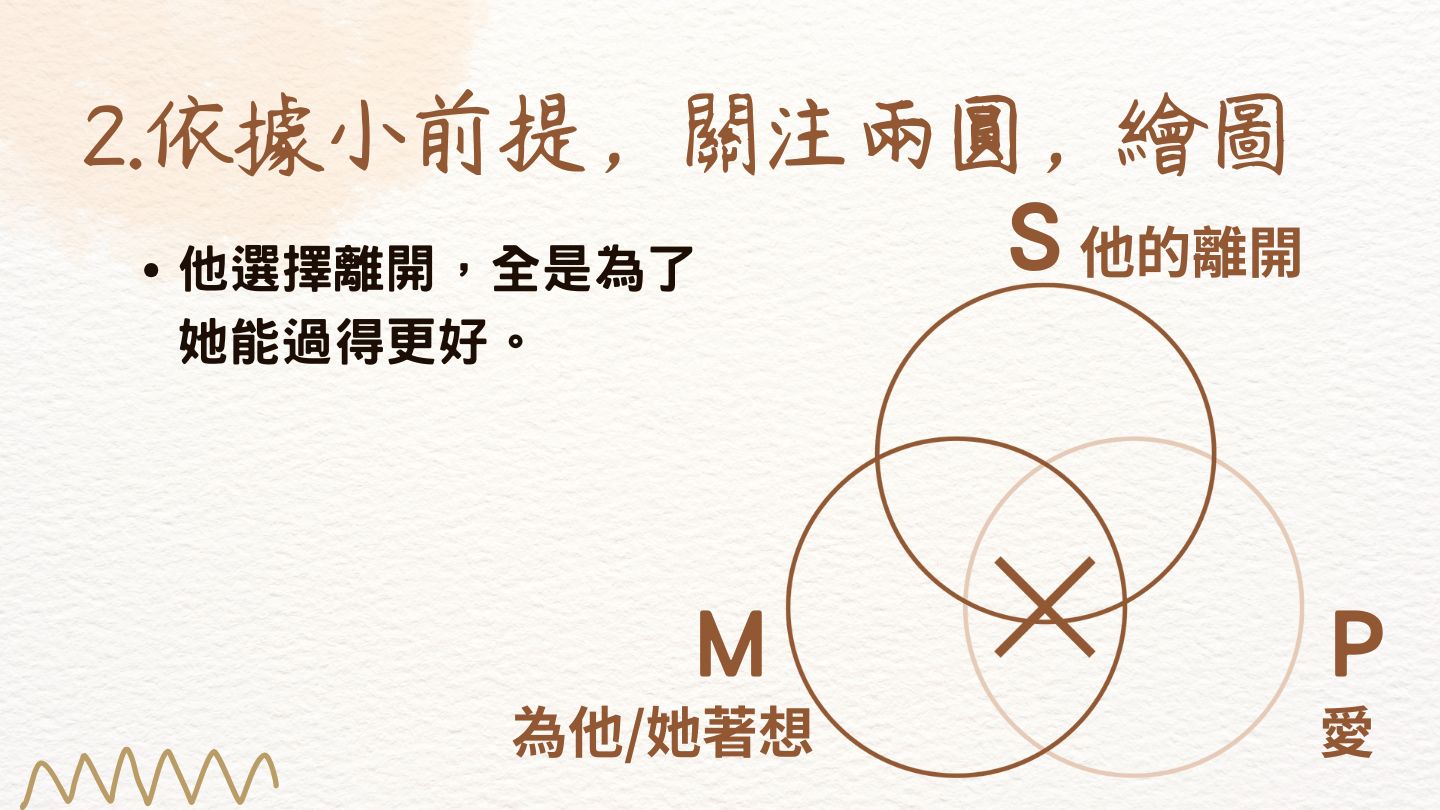 2.依據小前提，關注兩圓，繪圖
• 他選擇離開，全是為了
她能過得更好。
S 他的離開
M
為他/她著想
P
愛